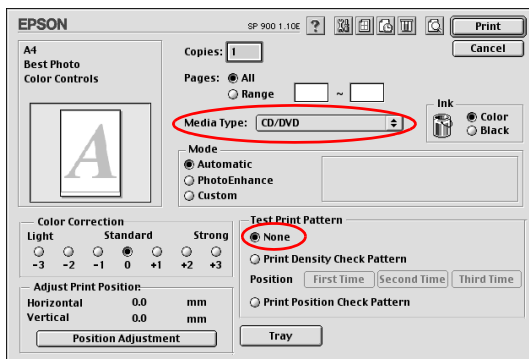 EPSON
SP 900 1.10E
?
Print
Cancel
A4
Best Photo
Color Controls
A
Copies: 1
Pages: All
Range ~
Media Type: CD/DVD
Ink
Color
Black
Mode
Automatic
PhotoEnhance
Custom
Color Correction
Light Standard Strong
-3 -2 -1 0 +1 +2 +3
Adjust Print Position
Horizontal 0.0 mm
Vertical 0.0 mm
Position Adjustment
Test Print Pattern
None
Print Density Check Pattern
Position First Time Second Time Third Time
Print Position Check Pattern
Tray